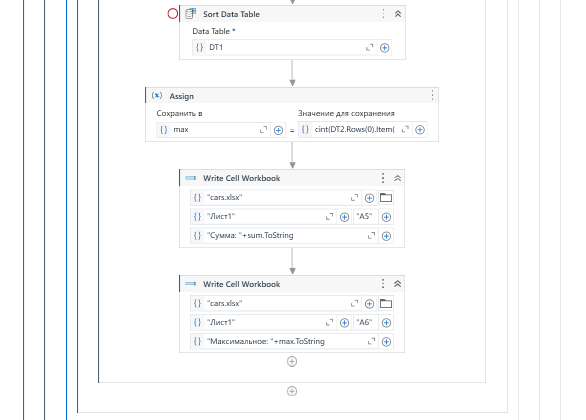 Sort Data Table
Data Table *
DT1
Assign
Сохранить в
Значение для сохранения
max
=
cint(DT2.Rows(0).Item(
Write Cell Workbook
"cars.xlsx"
"Лист1"
"A5"
"Сумма: "+sum.ToString
Write Cell Workbook
"cars.xlsx"
"Лист1"
"A6"
"Максимальное: "+max.ToString